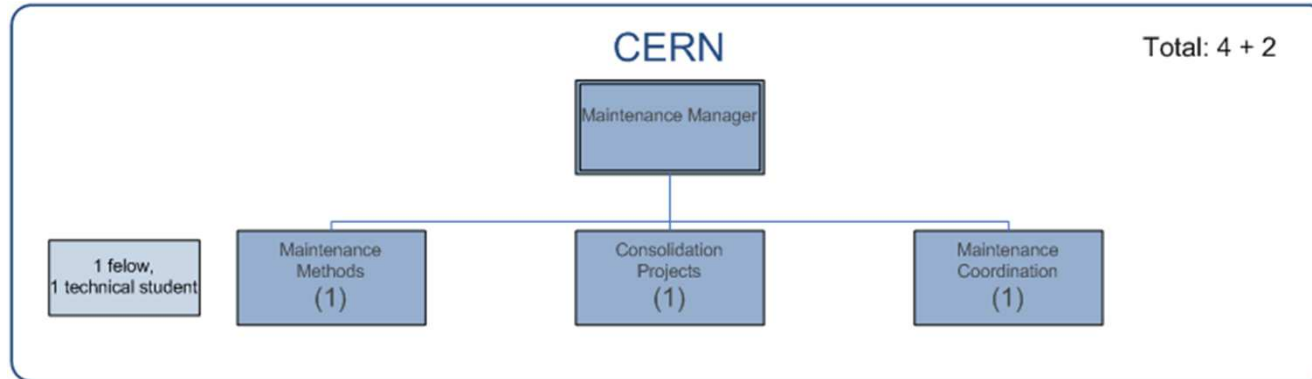 CERN
Total: 4 + 2
Maintenance Manager
1 felow,
1 technical student
Maintenance
Methods
(1)
Consolidation
Projects
(1)
Maintenance
Coordination
(1)